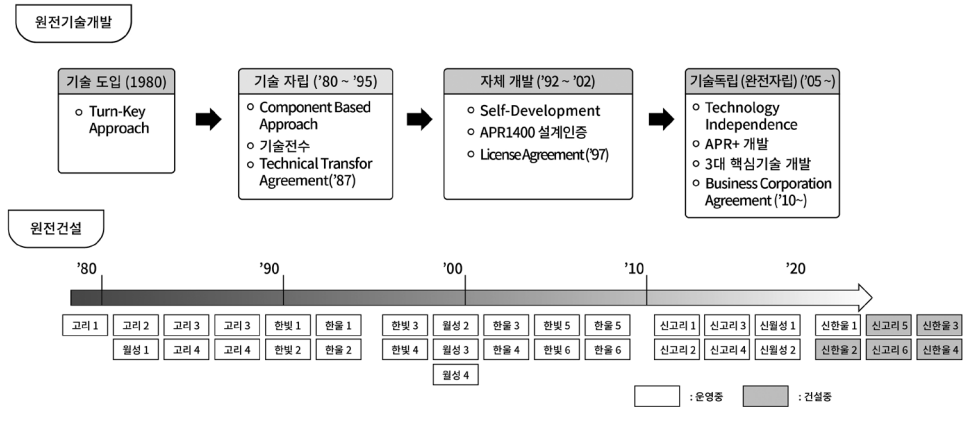 원전기술개발
기술 도입 (1980)
Turn-Key
Approach
기술 자립 (’80 ~ ’95)
Component Based
Approach
기술전수
Technical Transfor
Agreement(’87)
자체 개발 (’92 ~ ’02)
Self-Development
APR1400 설계인증
License Agreement (’97)
기술독립 (완전자립) (’05 ~)
Technology
Independence
APR+ 개발
3대 핵심기술 개발
Business Corporation
Agreement (’10~)
원전건설
’80 ’90 ’00 ’10 ’20
고리 1 고리 2 고리 3 고리 3 한빛 1 한울 1 한빛 3 월성 2 한울 3 한빛 5 한울 5 신고리 1 신고리 3 신월성 1 신한울 1 신고리 5 신한울 3
월성 1 고리 4 고리 4 한빛 2 한울 2 한빛 4 월성 3 한울 4 한빛 6 한울 6 신고리 2 신고리 4 신월성 2 신한울 2 신고리 6 신한울 4
월성 4
: 운영중 : 건설중